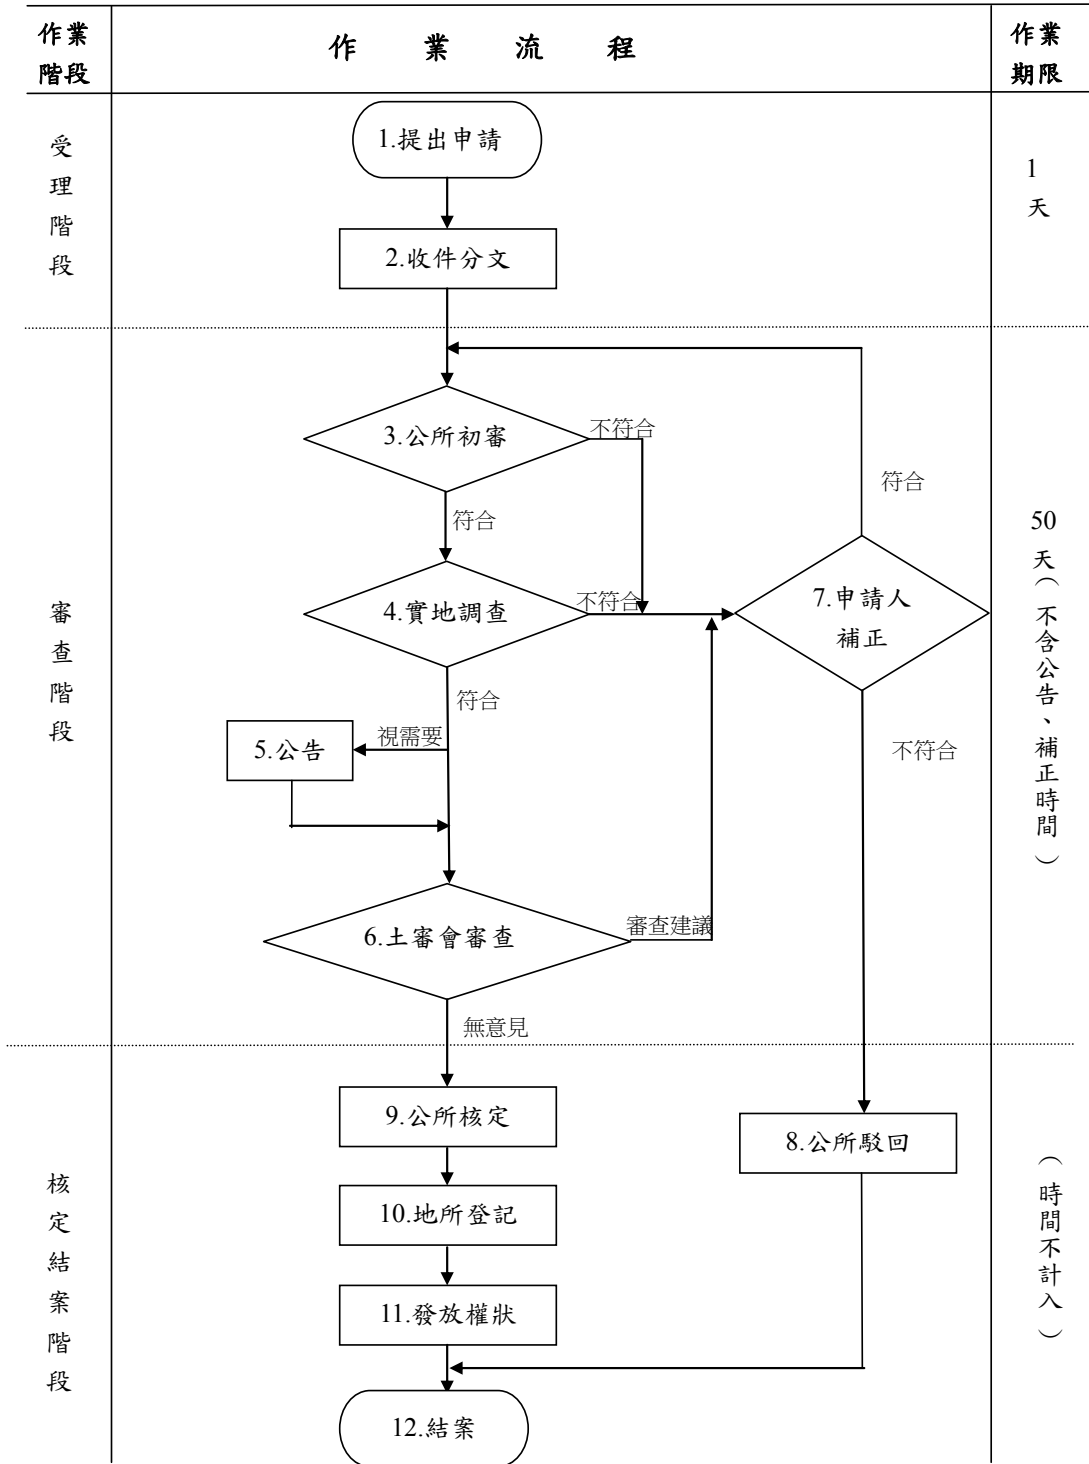 作業
階段
作業流程
作業
期限
受理階段
1.提出申請
2.收件分文
1
天
審查階段
3.公所初審
不符合
符合
4.實地調查
不符合
符合
視需要
5.公告
6.土審會審查
審查建議
無意見
符合
7.申請人
補正
不符合
50
天（不含公告、補正時間）
核定結案階段
9.公所核定
8.公所駁回
10.地所登記
11.發放權狀
12.結案
（時間不計入）